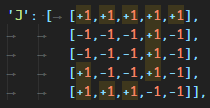 'J': [ [+1, +1, +1, +1, +1],
[-1, -1, -1, +1, -1],
[-1, -1, -1, +1, -1],
[+1, -1, -1, +1, -1],
[+1, +1, +1, -1, -1]],